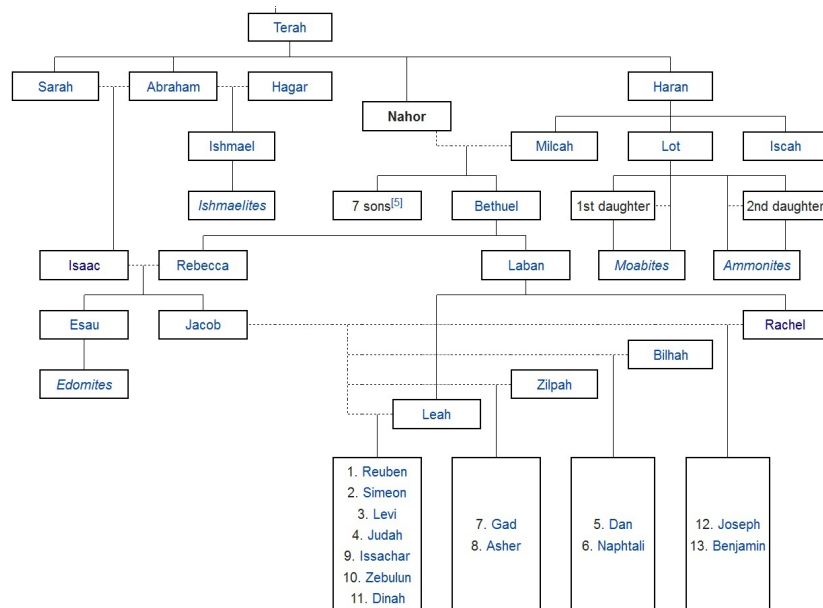 Terah
Sarah
Abraham
Hagar
Haran
Nahor
Ishmael
Milcah
Lot
Iscah
Ishmaelites
7 sons[5]
Bethuel
1st daughter
2nd daughter
Isaac
Rebecca
Laban
Moabites
Ammonites
Esau
Jacob
Rachel
Bilhah
Edomites
Zilpah
Leah
1. Reuben
2. Simeon
3. Levi
4. Judah
9. Issachar
10. Zebulun
11. Dinah
7. Gad
8. Asher
5. Dan
6. Naphtali
12. Joseph
13. Benjamin